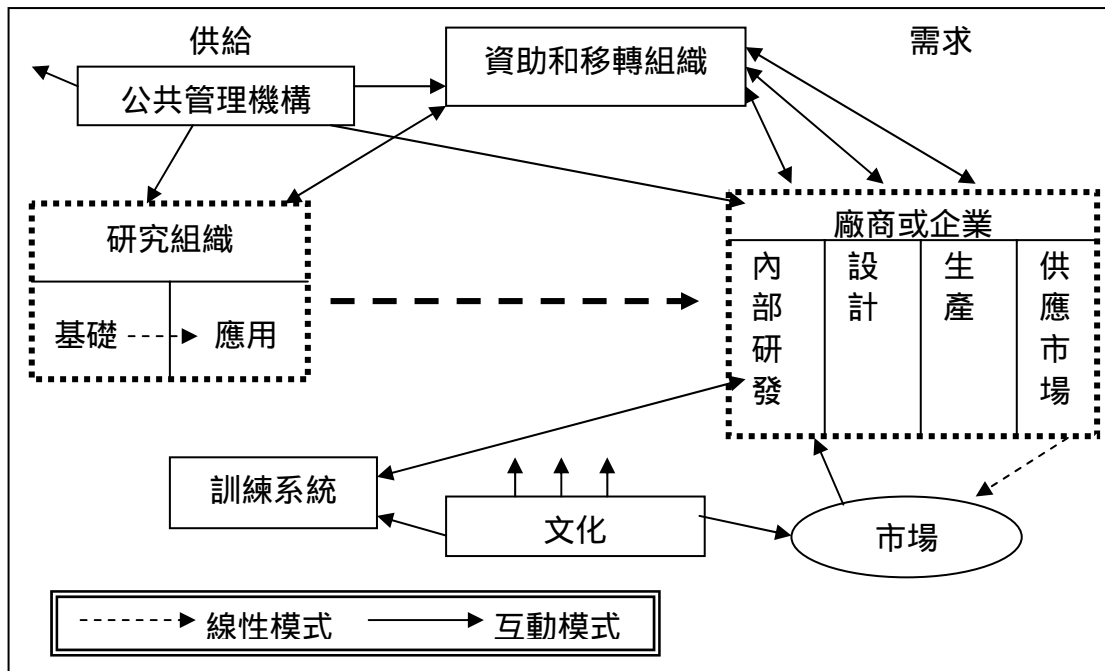 供給
資助和移轉組織
需求
公共管理機構
研究組織
基礎
應用
廠商或企業
內部研發
設計
生產
供應市場
訓練系統
文化
市場
線性模式
互動模式